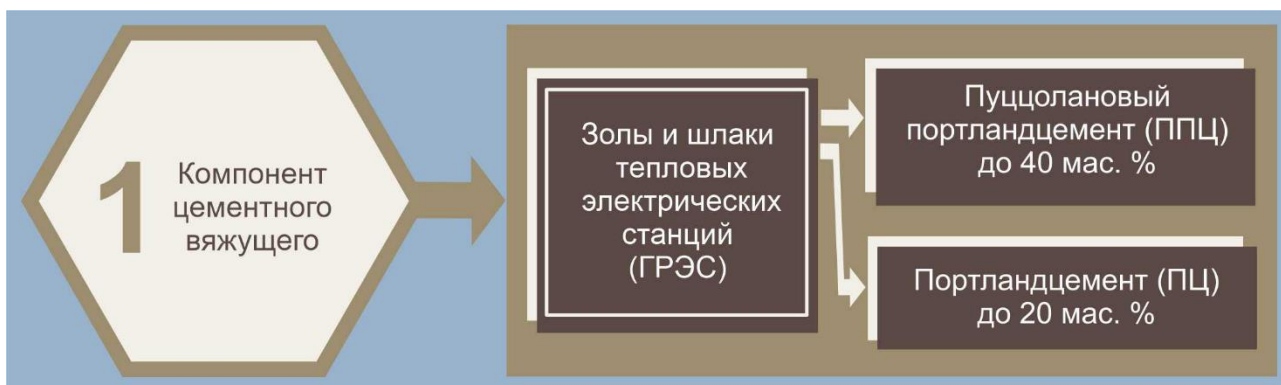 1
Компонент
цементного
вяжущего
Золы и шлаки
тепловых
электрических
станций
(ГРЭС)
Пуццолановый
портландцемент (ППЦ)
до 40 мас. %
Портландцемент (ПЦ)
до 20 мас. %